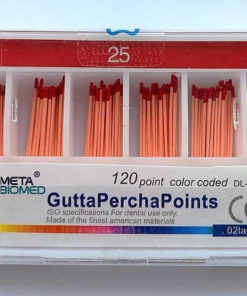 25
META
BIOMED
120 point color coded DL-
GuttaPerchaPoints
ISO specifications For dental use only.
Made of the finest american materials
CE
.02ta